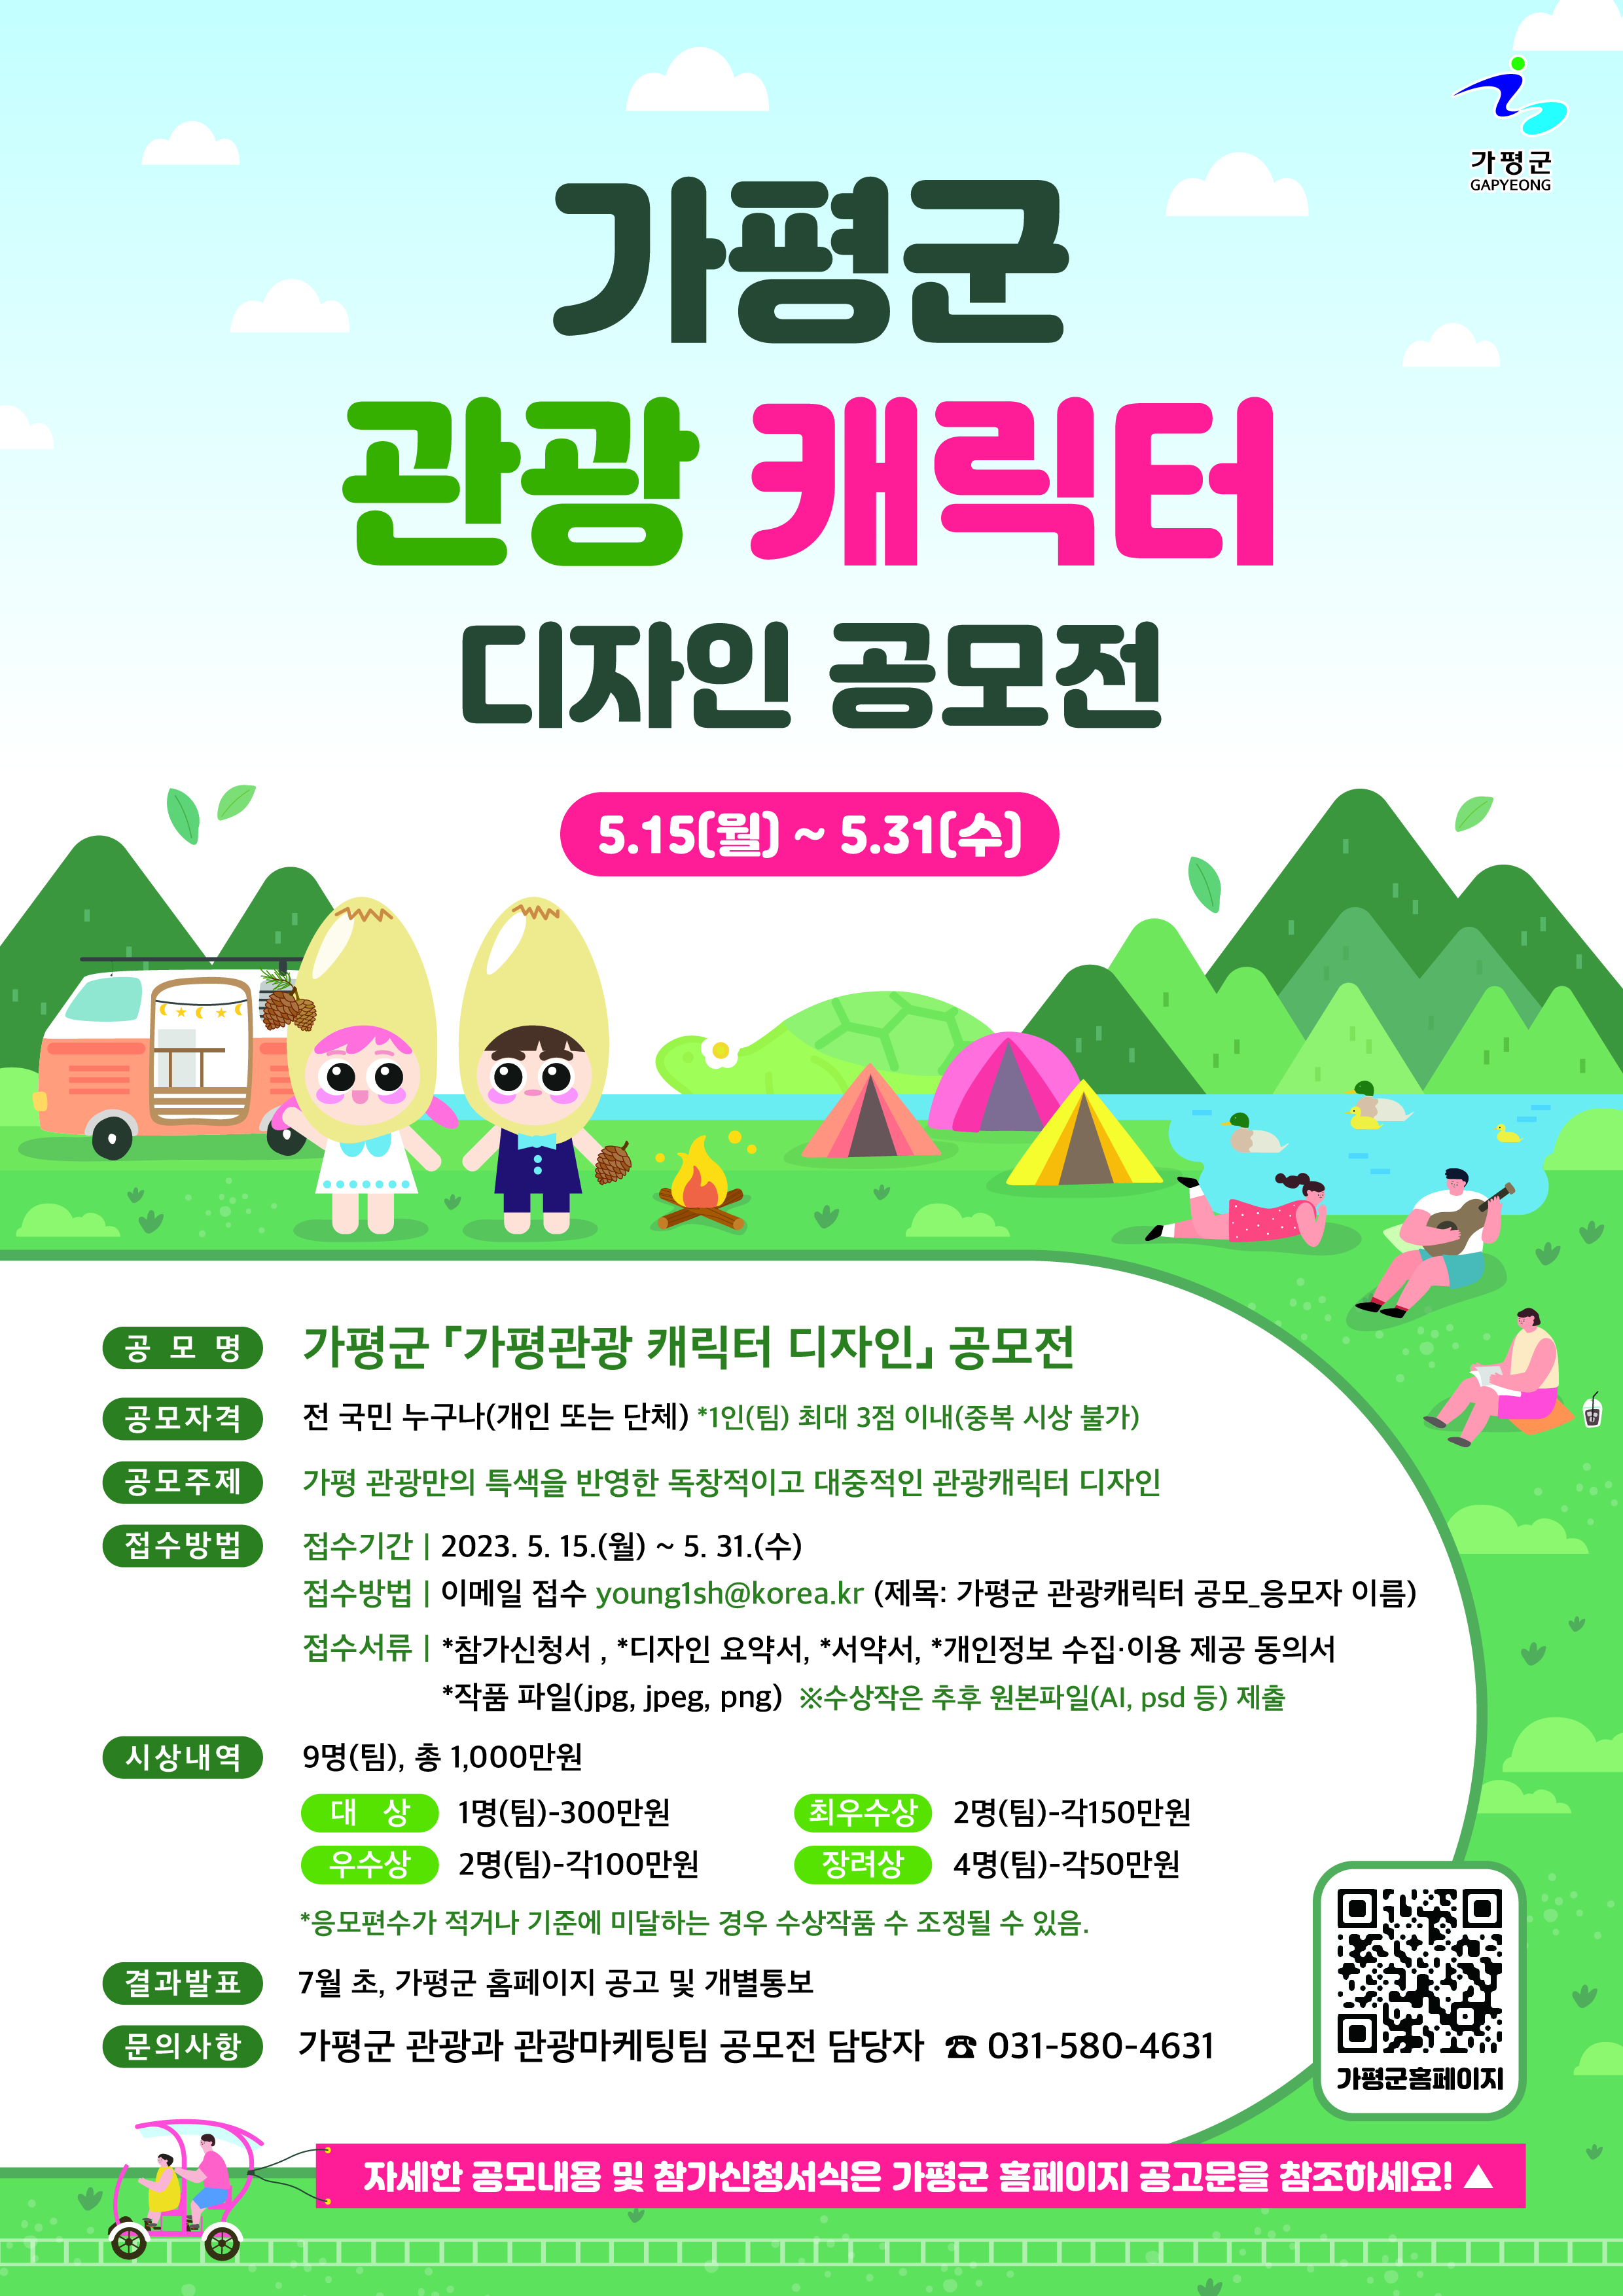 가평군
GAPYEONG
가평군
관광 캐릭터
디자인 공모전
5.15(월) ~ 5.31(수)
공 모 명 가평군 「가평관광 캐릭터 디자인」 공모전
공모자격 전 국민 누구나(개인 또는 단체) *1인(팀) 최대 3점 이내(중복 시상 불가)
공모주제 가평 관광만의 특색을 반영한 독창적이고 대중적인 관광캐릭터 디자인
접수방법 접수기간 | 2023. 5. 15.(월) ~ 5. 31.(수)
접수방법 | 이메일 접수 young1sh@korea.kr (제목: 가평군 관광캐릭터 공모_응모자 이름)
접수서류 | *참가신청서 , *디자인 요약서, *서약서, *개인정보 수집·이용 제공 동의서
*작품 파일(jpg, jpeg, png) ※수상작은 추후 원본파일(AI, psd 등) 제출
시상내역 9명(팀), 총 1,000만원
대 상 1명(팀)-300만원 최우수상 2명(팀)-각150만원
우수상 2명(팀)-각100만원 장려상 4명(팀)-각50만원
*응모편수가 적거나 기준에 미달하는 경우 수상작품 수 조정될 수 있음.
결과발표 7월 초, 가평군 홈페이지 공고 및 개별통보
문의사항 가평군 관광과 관광마케팅팀 공모전 담당자 ☎ 031-580-4631
가평군홈페이지
자세한 공모내용 및 참가신청서식은 가평군 홈페이지 공고문을 참조하세요! ▲